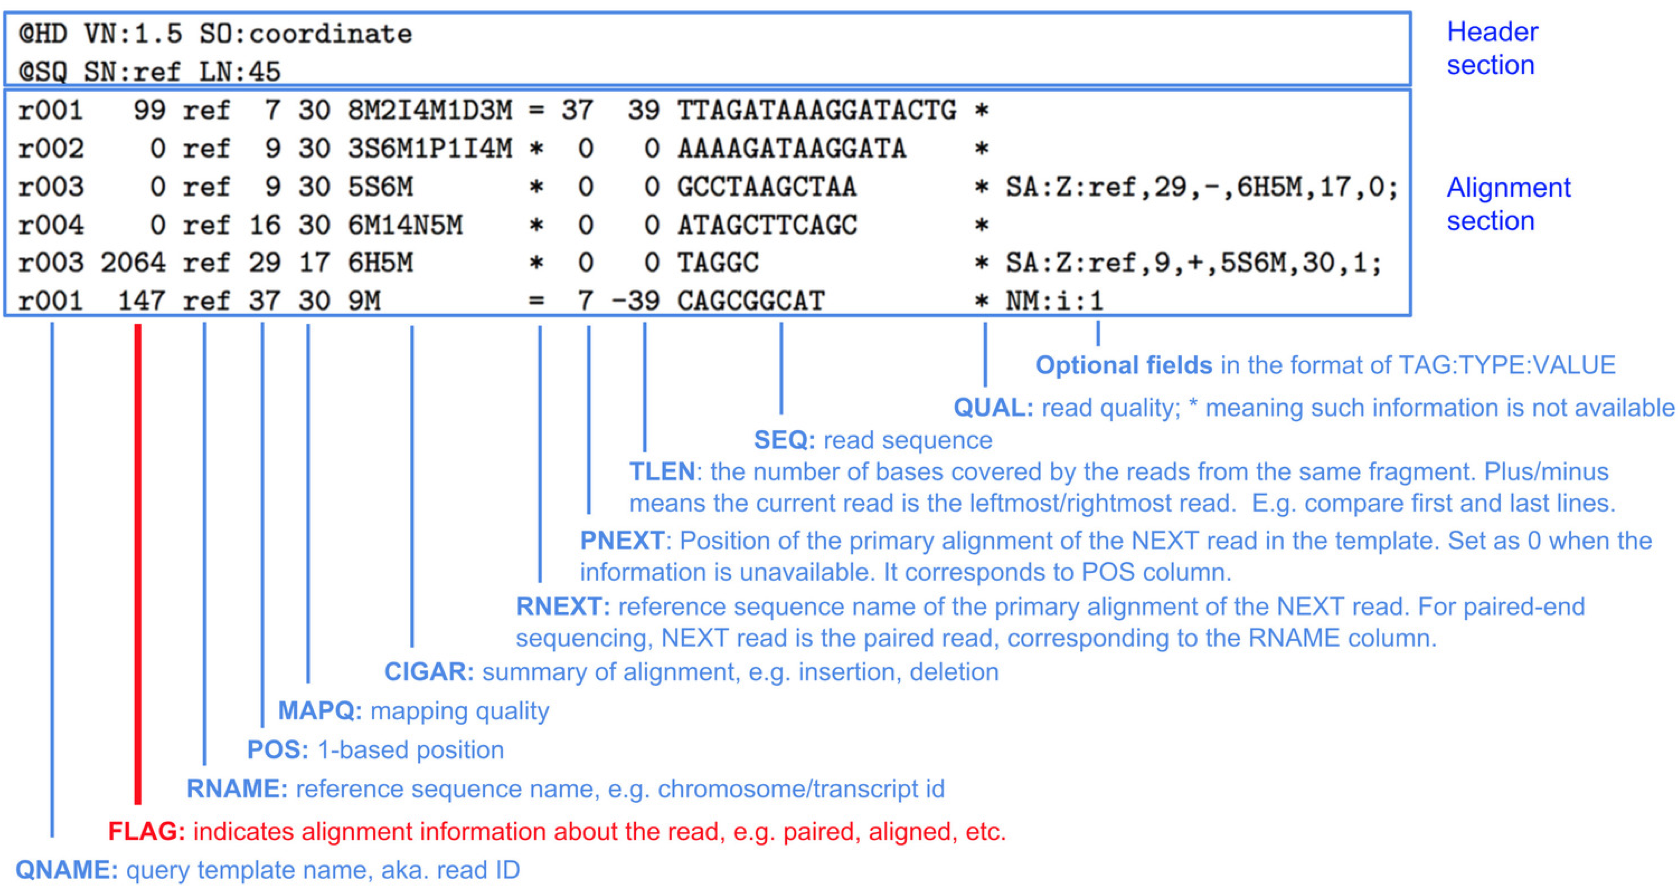 @HD VN:1.5 SO:coordinate
@SQ SN:ref LN:45
Header
section
r001 99 ref 7 30 8M2I4M1D3M = 37 39 TTAGATAAAGGATACTG *
r002 0 ref 9 30 3S6M1P1I4M * 0 0 AAAAGATAAGGATA *
r003 0 ref 9 30 5S6M * 0 0 GCCTAAGCTAA * SA:Z:ref,29,-,6H5M,17,0;
r004 0 ref 16 30 6M14N5M * 0 0 ATAGCTTCAGC *
r003 2064 ref 29 17 6H5M * 0 0 TAGGC * SA:Z:ref,9,+,5S6M,30,1;
r001 147 ref 37 30 9M = 7 -39 CAGCGGCAT * NM:i:1
Alignment
section
Optional fields in the format of TAG:TYPE:VALUE
QUAL: read quality; * meaning such information is not available
SEQ: read sequence
TLEN: the number of bases covered by the reads from the same fragment. Plus/minus
means the current read is the leftmost/rightmost read. E.g. compare first and last lines.
PNEXT: Position of the primary alignment of the NEXT read in the template. Set as 0 when the
information is unavailable. It corresponds to POS column.
RNEXT: reference sequence name of the primary alignment of the NEXT read. For paired-end
sequencing, NEXT read is the paired read, corresponding to the RNAME column.
CIGAR: summary of alignment, e.g. insertion, deletion
MAPQ: mapping quality
POS: 1-based position
RNAME: reference sequence name, e.g. chromosome/transcript id
FLAG: indicates alignment information about the read, e.g. paired, aligned, etc.
QNAME: query template name, aka. read ID